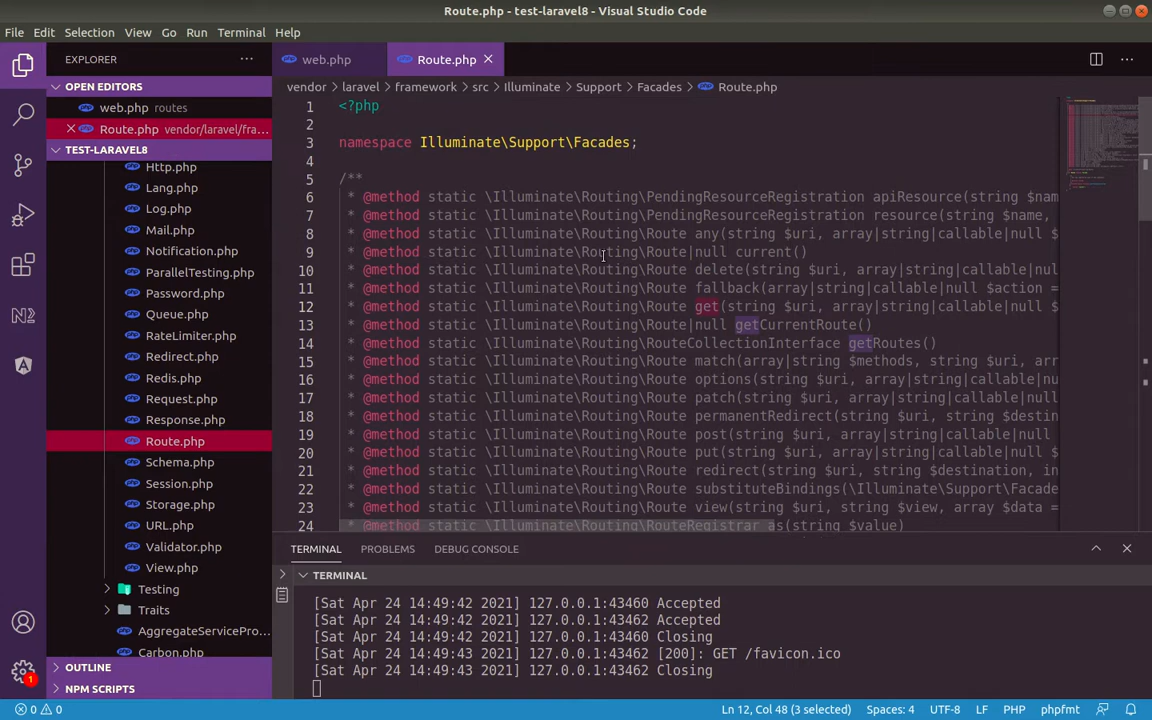 Route.php - test-laravel8 - Visual Studio Code
File Edit Selection View Go Run Terminal Help
EXPLORER
OPEN EDITORS
web.php routes
Route.php vendor/laravel/fra...
TEST-LARAVEL8
Http.php
Lang.php
Log.php
Mail.php
Notification.php
ParallelTesting.php
Password.php
Queue.php
RateLimiter.php
Redirect.php
Redis.php
Request.php
Response.php
Route.php
Schema.php
Session.php
Storage.php
URL.php
Validator.php
View.php
Testing
Traits
AggregateServicePro...
Carbon.php
OUTLINE
NPM SCRIPTS
web.php Route.php
vendor > laravel > framework > src > Illuminate > Support > Facades > Route.php
1 <?php
2
3 namespace Illuminate\Support\Facades;
4
5 /**
6 * @method static \Illuminate\Routing\PendingResourceRegistration apiResource(string $nam
7 * @method static \Illuminate\Routing\PendingResourceRegistration resource(string $name,
8 * @method static \Illuminate\Routing\Route any(string $uri, array|string|callable|null $
9 * @method static \Illuminate\Routing\Route|null current()
10 * @method static \Illuminate\Routing\Route delete(string $uri, array|string|callable|nul
11 * @method static \Illuminate\Routing\Route fallback(array|string|callable|null $action =
12 * @method static \Illuminate\Routing\Route get(string $uri, array|string|callable|null $
13 * @method static \Illuminate\Routing\Route|null getCurrentRoute()
14 * @method static \Illuminate\Routing\RouteCollectionInterface getRoutes()
15 * @method static \Illuminate\Routing\Route match(array|string $methods, string $uri, arr
16 * @method static \Illuminate\Routing\Route options(string $uri, array|string|callable|nu
17 * @method static \Illuminate\Routing\Route patch(string $uri, array|string|callable|null
18 * @method static \Illuminate\Routing\Route permanentRedirect(string $uri, string $destin
19 * @method static \Illuminate\Routing\Route post(string $uri, array|string|callable|null
20 * @method static \Illuminate\Routing\Route put(string $uri, array|string|callable|null $
21 * @method static \Illuminate\Routing\Route redirect(string $uri, string $destination, in
22 * @method static \Illuminate\Routing\Route substituteBindings(\Illuminate\Support\Facade
23 * @method static \Illuminate\Routing\Route view(string $uri, string $view, array $data =
24 * @method static \Illuminate\Routing\RouteRegistrar as(string $value)
TERMINAL PROBLEMS DEBUG CONSOLE
TERMINAL
[Sat Apr 24 14:49:42 2021] 127.0.0.1:43460 Accepted
[Sat Apr 24 14:49:42 2021] 127.0.0.1:43462 Accepted
[Sat Apr 24 14:49:42 2021] 127.0.0.1:43460 Closing
[Sat Apr 24 14:49:43 2021] 127.0.0.1:43462 [200]: GET /favicon.ico
[Sat Apr 24 14:49:43 2021] 127.0.0.1:43462 Closing
N2
1
0 0 Ln 12, Col 48 (3 selected) Spaces: 4 UTF-8 LF PHP phpfmt